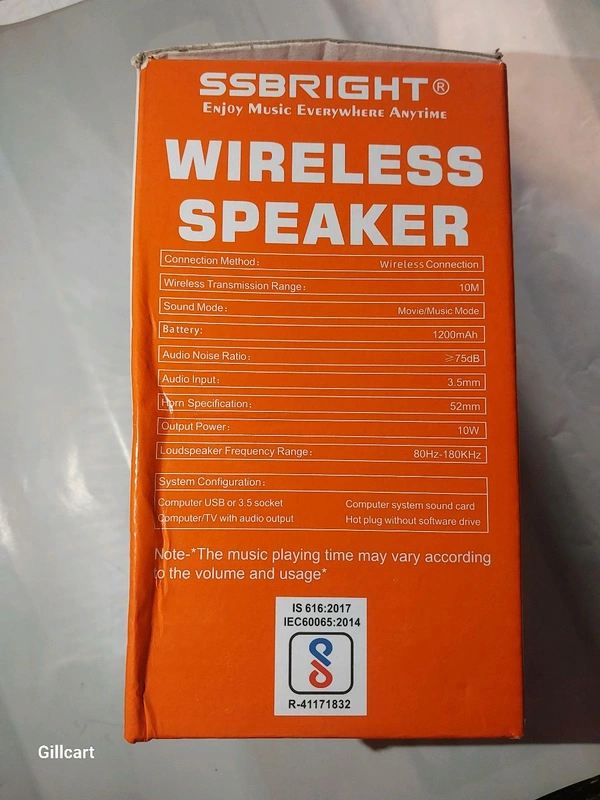 SSBRIGHT®
Enjoy Music Everywhere Anytime
WIRELESS
SPEAKER
Connection Method: Wireless Connection
Wireless Transmission Range: 10M
Sound Mode: Movie/Music Mode
Battery: 1200mAh
Audio Noise Ratio: ≥75dB
Audio Input: 3.5mm
Horn Specification: 52mm
Output Power: 10W
Loudspeaker Frequency Range: 80Hz-180KHz
System Configuration:
Computer USB or 3.5 socket Computer system sound card
Computer/TV with audio output Hot plug without software drive
Note-*The music playing time may vary according
to the volume and usage*
IS 616:2017
IEC60065:2014
R-41171832
Gillcart